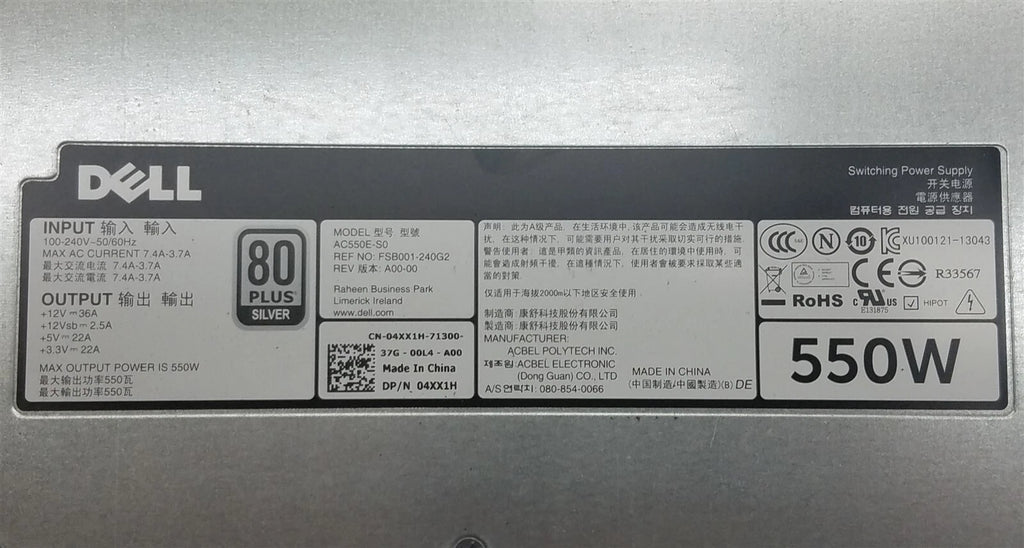 DELL
Switching Power Supply
开关电源
電源供應器
컴퓨터용 전원 공급 장치
INPUT 输入 輸入
100-240V~50/60Hz
MAX AC CURRENT 7.4A-3.7A
最大交流电流 7.4A-3.7A
最大交流電流 7.4A-3.7A
OUTPUT 输出 輸出
+12V⎓36A
+12Vsb⎓2.5A
+5V⎓22A
+3.3V⎓22A
MAX OUTPUT POWER IS 550W
最大输出功率550瓦
最大輸出功率550瓦
80
PLUS
SILVER
MODEL 型号 型號
AC550E-S0
REF NO: FSB001-240G2
REV 版本: A00-00
Raheen Business Park
Limerick Ireland
www.dell.com
CN-04XX1H-71300-
37G - 00L4 - A00
Made In China
DP/N 04XX1H
声明: 此为A级产品, 在生活环境中, 该产品可能会造成无线电干
扰, 在这种情况下, 可能需要用户对其干扰采取切实可行的措施
警告使用者: 這是甲類的資訊產品, 在居住的環境中使用時, 可
能會造成射頻干擾, 在這種情況下, 使用者會被要求採取某些適
當的對策
仅适用于海拔2000m以下地区安全使用
制造商: 康舒科技股份有限公司
製造商: 康舒科技股份有限公司
MANUFACTURER:
ACBEL POLYTECH INC.
제조원: ACBEL ELECTRONIC
(Dong Guan) CO., LTD
A/S연락처: 080-854-0066
MADE IN CHINA
(中国制造/中國製造)(B) DE
CCC
N
10
XU100121-13043
CE
R33567
RoHS
c RU US
E131875
HIPOT
550W